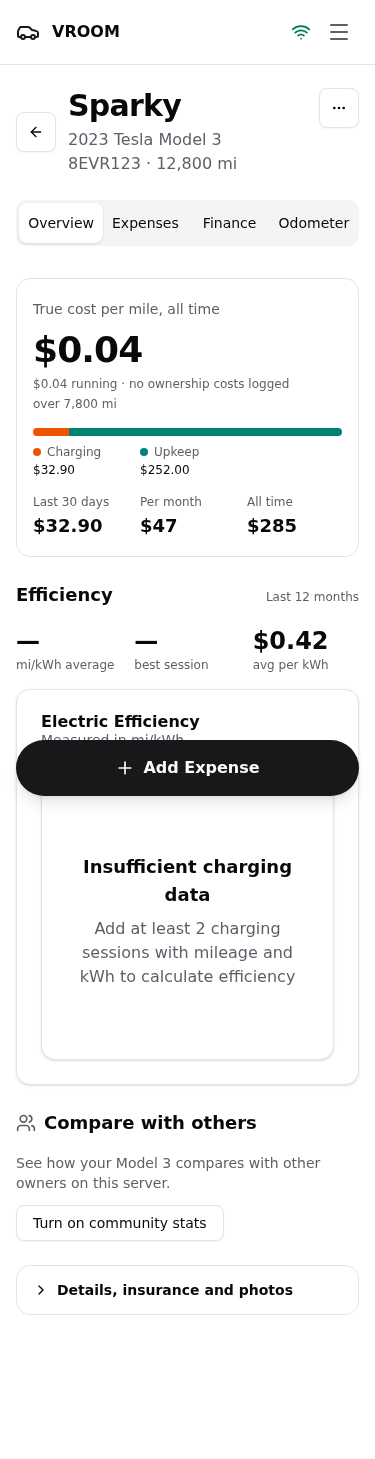 VROOM
Sparky
2023 Tesla Model 3
8EVR123 · 12,800 mi
Overview Expenses Finance Odometer
True cost per mile, all time
$0.04
$0.04 running · no ownership costs logged
over 7,800 mi
Charging Upkeep
$32.90 $252.00
Last 30 days Per month All time
$32.90 $47 $285
Efficiency Last 12 months
— — $0.42
mi/kWh average best session avg per kWh
Electric Efficiency
Measured in mi/kWh
Add Expense
Insufficient charging
data
Add at least 2 charging
sessions with mileage and
kWh to calculate efficiency
Compare with others
See how your Model 3 compares with other
owners on this server.
Turn on community stats
Details, insurance and photos